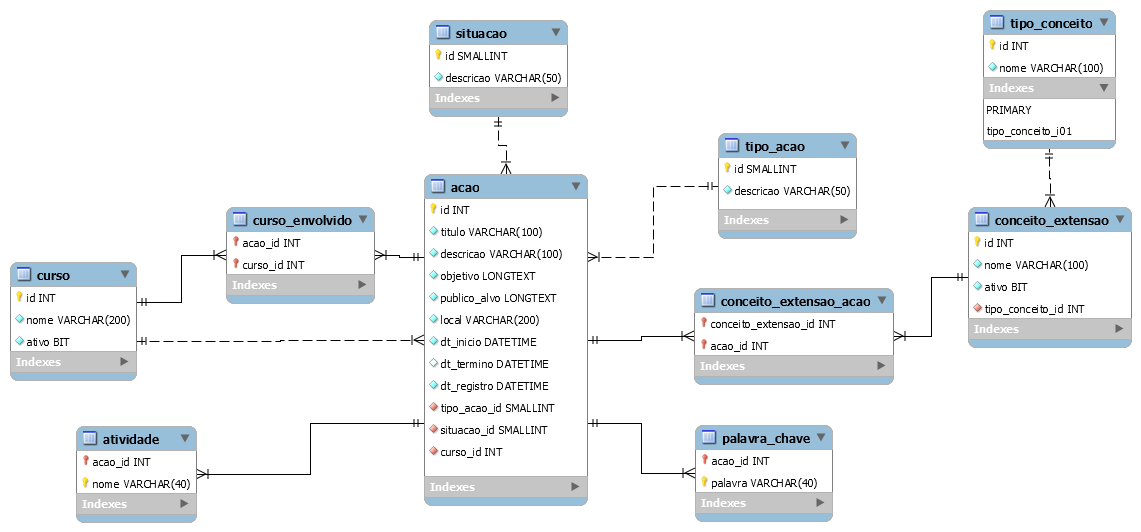 situacao
id SMALLINT
descricao VARCHAR(50)
Indexes
tipo_conceito
id INT
nome VARCHAR(100)
Indexes
PRIMARY
tipo_conceito_i01
tipo_acao
id SMALLINT
descricao VARCHAR(50)
Indexes
acao
id INT
titulo VARCHAR(100)
descricao VARCHAR(100)
objetivo LONGTEXT
publico_alvo LONGTEXT
local VARCHAR(200)
dt_inicio DATETIME
dt_termino DATETIME
dt_registro DATETIME
tipo_acao_id SMALLINT
situacao_id SMALLINT
curso_id INT
Indexes
curso_envolvido
acao_id INT
curso_id INT
Indexes
conceito_extensao
id INT
nome VARCHAR(100)
ativo BIT
tipo_conceito_id INT
Indexes
curso
id INT
nome VARCHAR(200)
ativo BIT
Indexes
conceito_extensao_acao
conceito_extensao_id INT
acao_id INT
Indexes
atividade
acao_id INT
nome VARCHAR(40)
Indexes
palavra_chave
acao_id INT
palavra VARCHAR(40)
Indexes